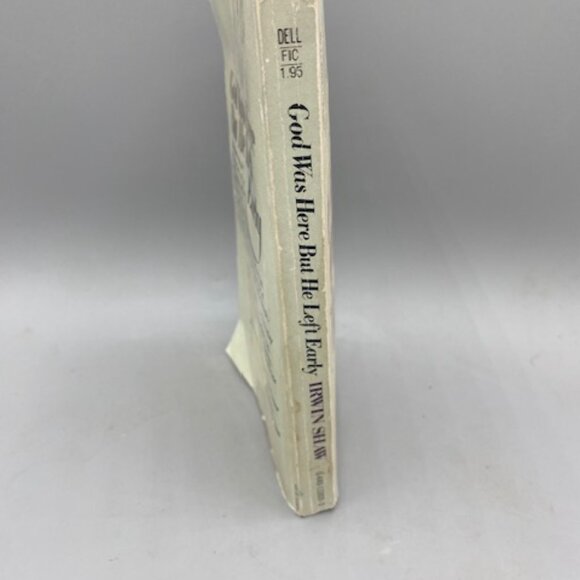 DELL
FIC
1.95
God Was Here But He Left Early IRWIN SHAW